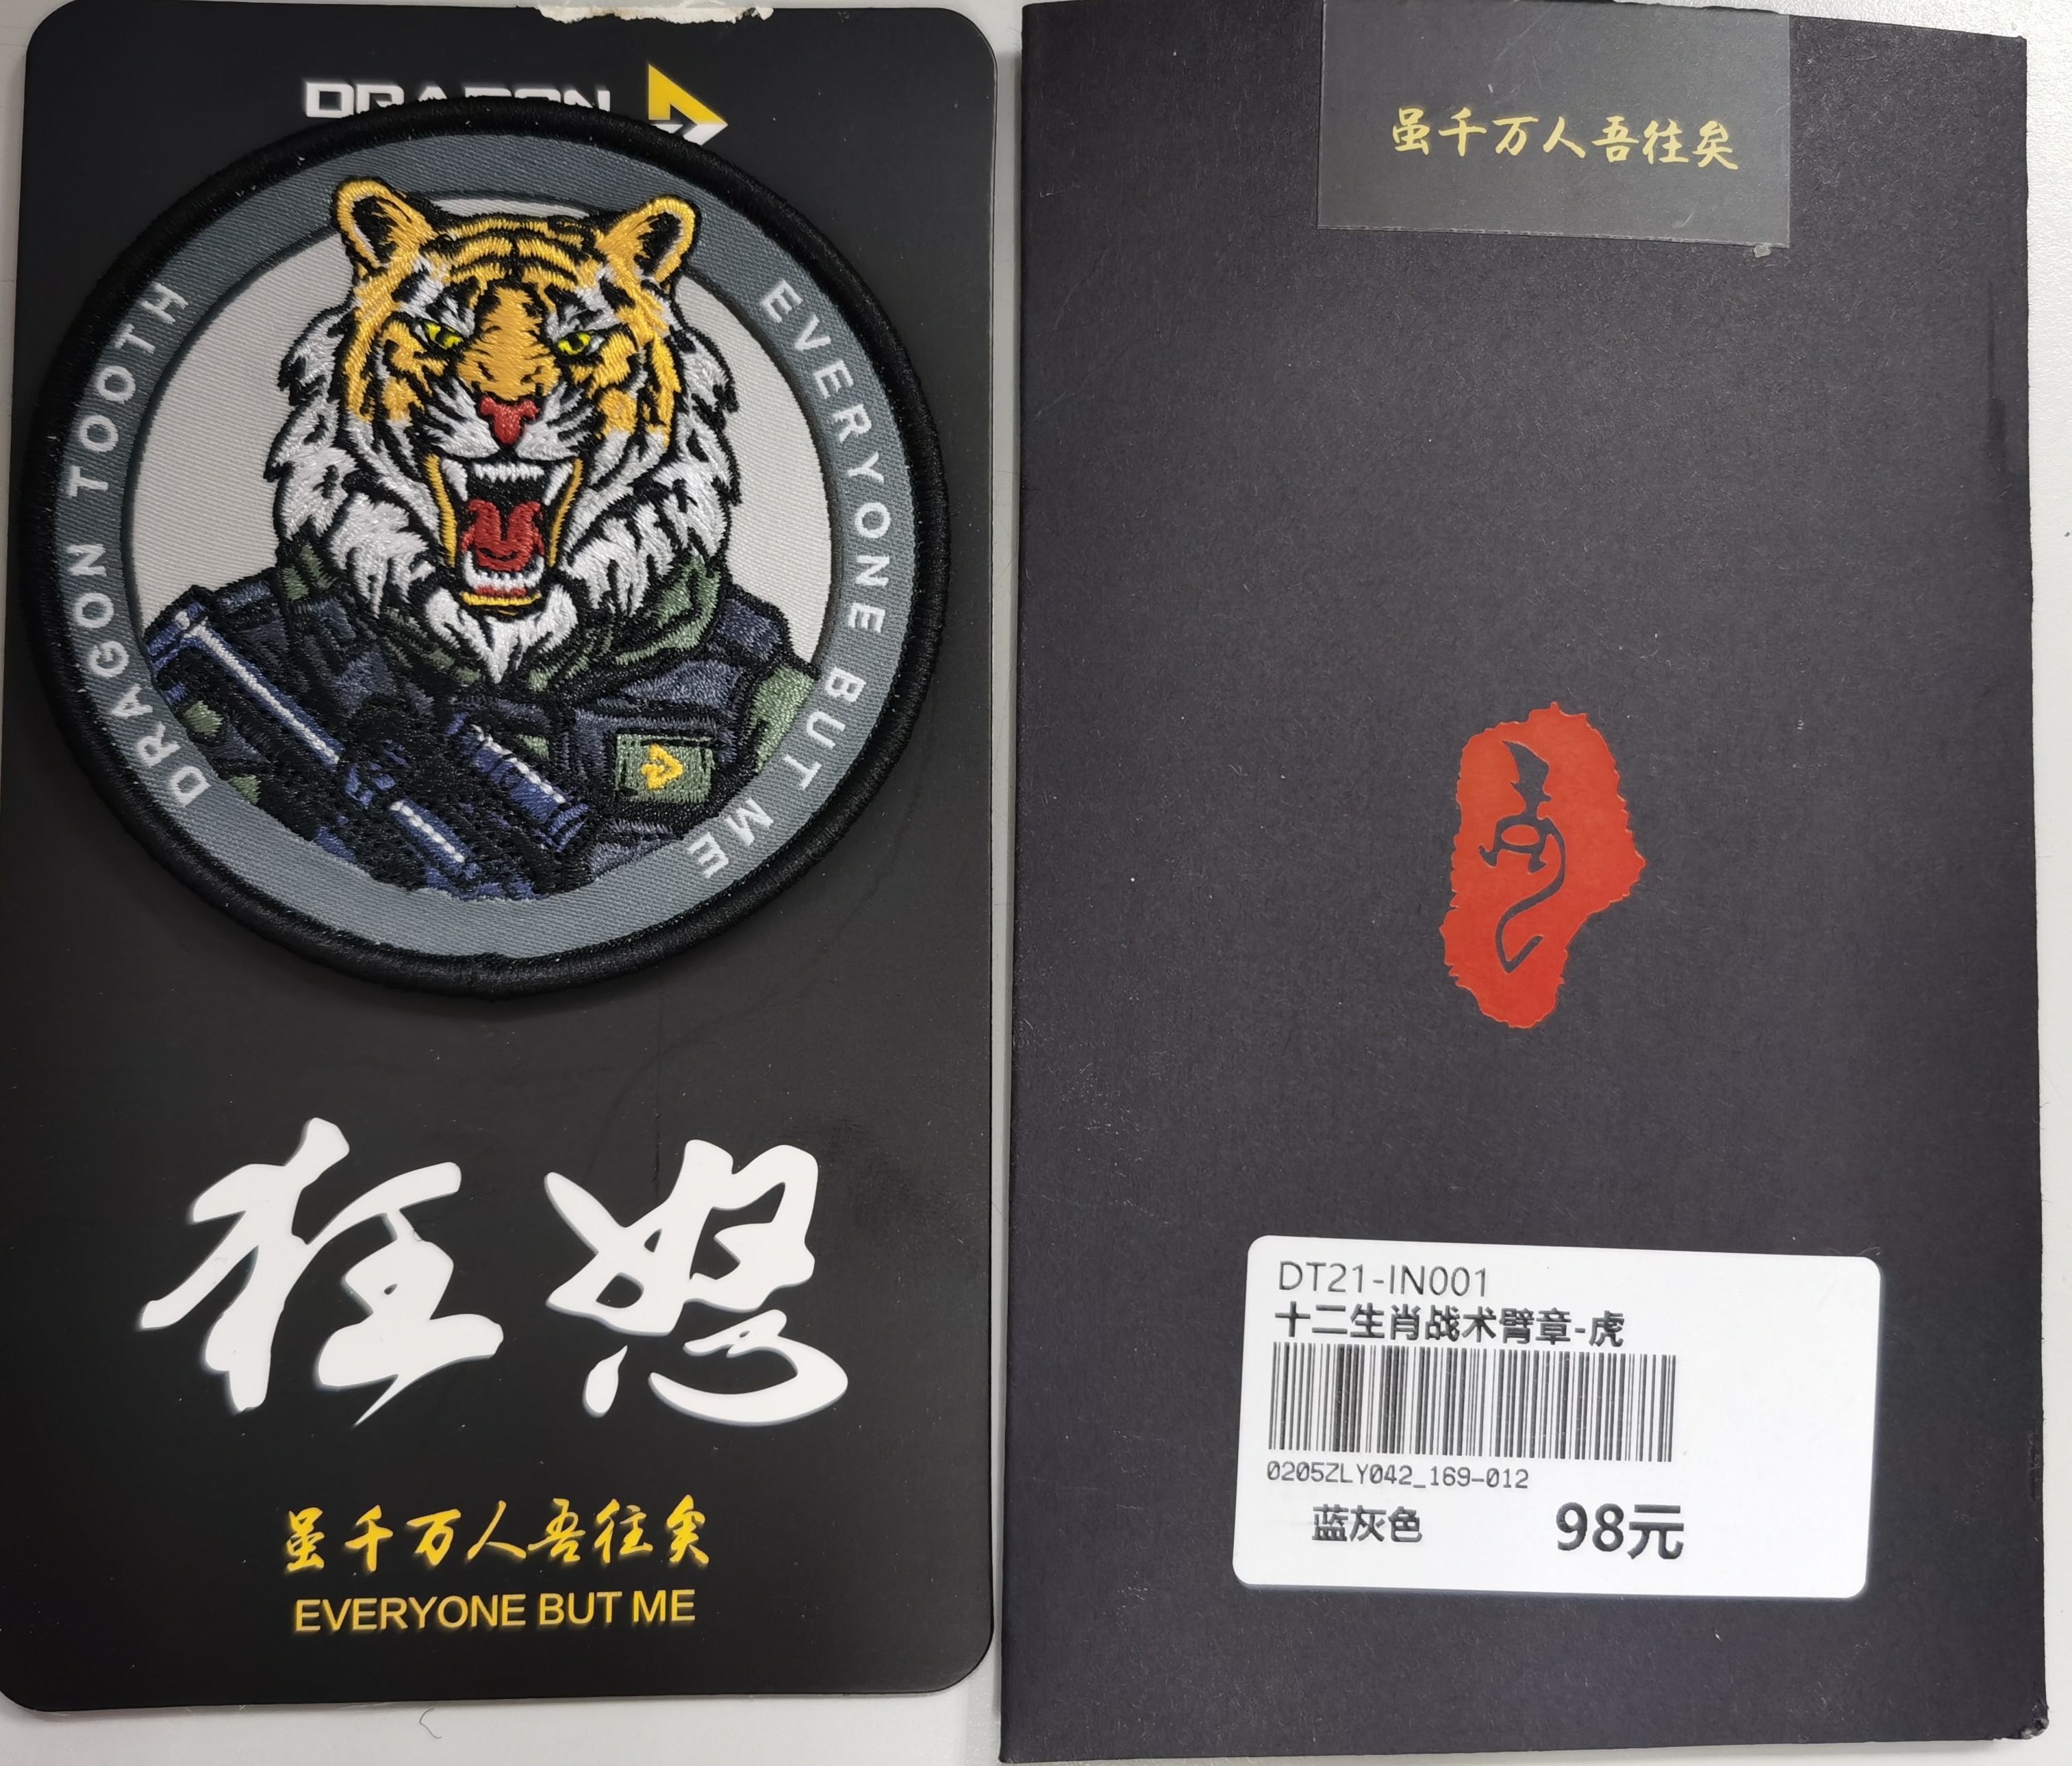 DRAGON
DRAGON TOOTH
EVERYONE BUT ME
狂怒
虽千万人吾往矣
EVERYONE BUT ME
虽千万人吾往矣
DT21-IN001
十二生肖战术臂章-虎
0205ZLY042_169-012
蓝灰色 98元